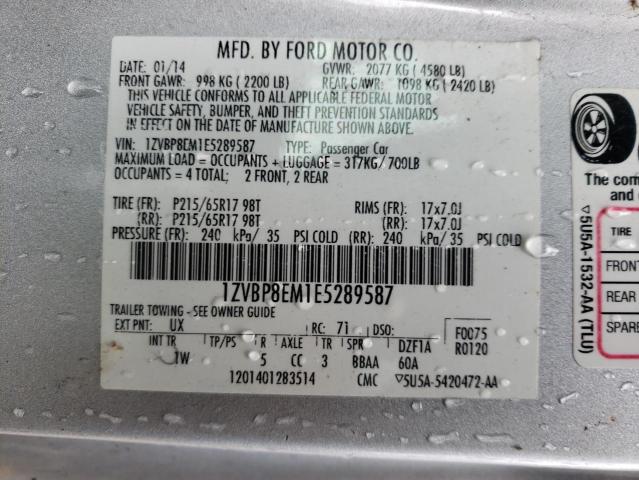 MFD. BY FORD MOTOR CO.
DATE: 01/14 GVWR: 2077 KG ( 4580 LB)
FRONT GAWR: 998 KG ( 2200 LB) REAR GAWR: 1098 KG ( 2420 LB)
THIS VEHICLE CONFORMS TO ALL APPLICABLE FEDERAL MOTOR
VEHICLE SAFETY, BUMPER, AND THEFT PREVENTION STANDARDS
IN EFFECT ON THE DATE OF MANUFACTURE SHOWN ABOVE.
VIN: 1ZVBP8EM1E5289587 TYPE: Passenger Car
MAXIMUM LOAD = OCCUPANTS + LUGGAGE = 317KG/700LB
OCCUPANTS = 4 TOTAL; 2 FRONT, 2 REAR
TIRE (FR): P215/65R17 98T RIMS (FR): 17x7.0J
(RR): P215/65R17 98T (RR): 17x7.0J
PRESSURE (FR): 240 kPa/ 35 PSI COLD (RR): 240 kPa/ 35 PSI COLD
1ZVBP8EM1E5289587
TRAILER TOWING - SEE OWNER GUIDE
EXT PNT: UX RC: 71 DSO: F0075
INT TR TP/PS R AXLE TR SPR DZF1A R0120
1W 5 CC 3 BBAA 60A
1201401283514 CMC ▽5U5A-5420472-AA
The com
and
▽5U5A-1532-AA (TLU)
TIRE
FRONT
REAR
SPARE